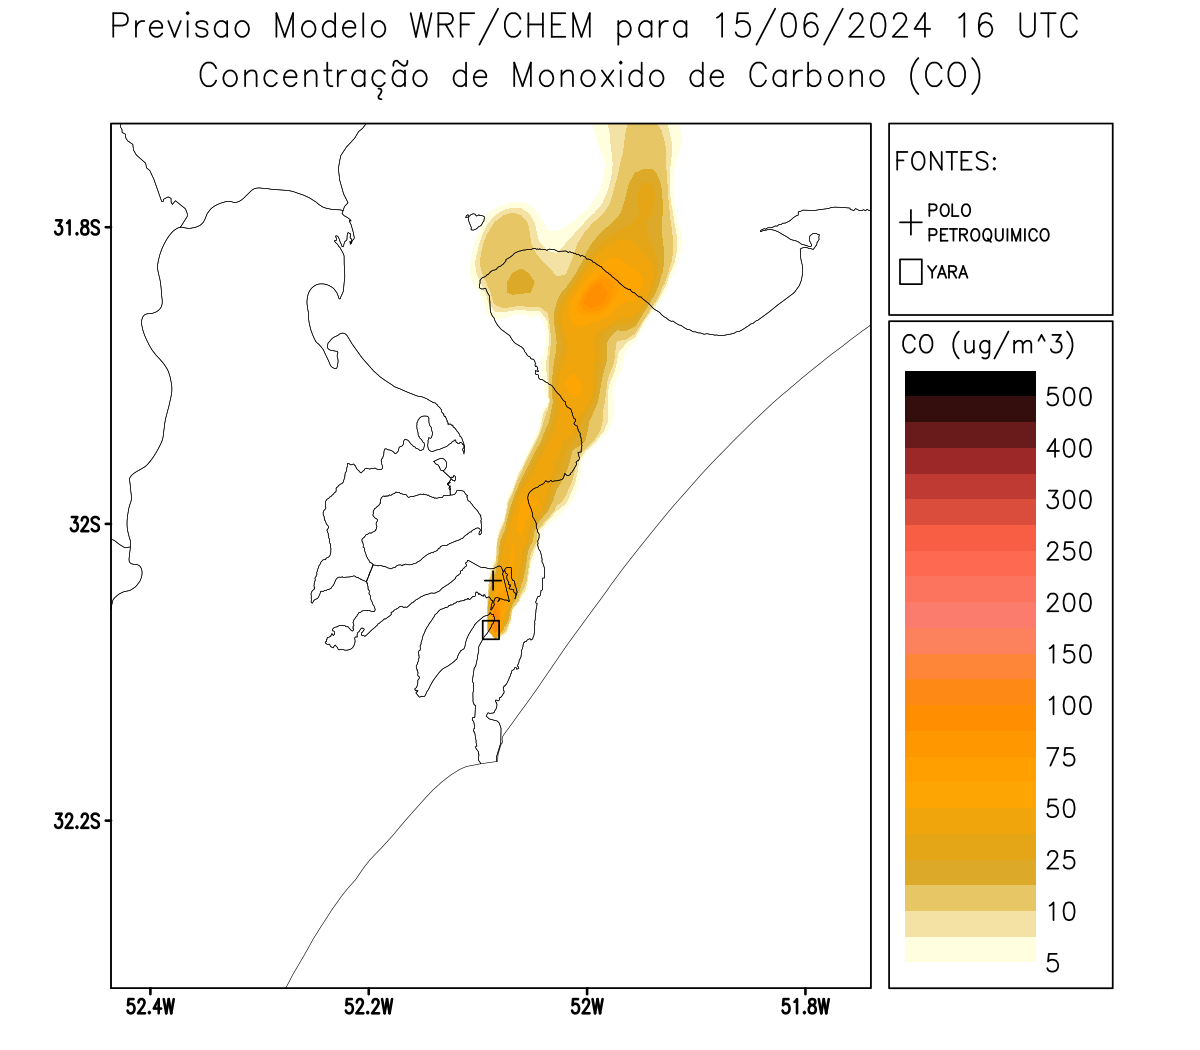 Previsao Modelo WRF/CHEM para 15/06/2024 16 UTC
Concentração de Monoxido de Carbono (CO)
FONTES:
POLO
PETROQUIMICO
YARA
31.8S
32S
32.2S
52.4W
52.2W
52W
51.8W
CO (ug/m^3)
500
400
300
250
200
150
100
75
50
25
10
5